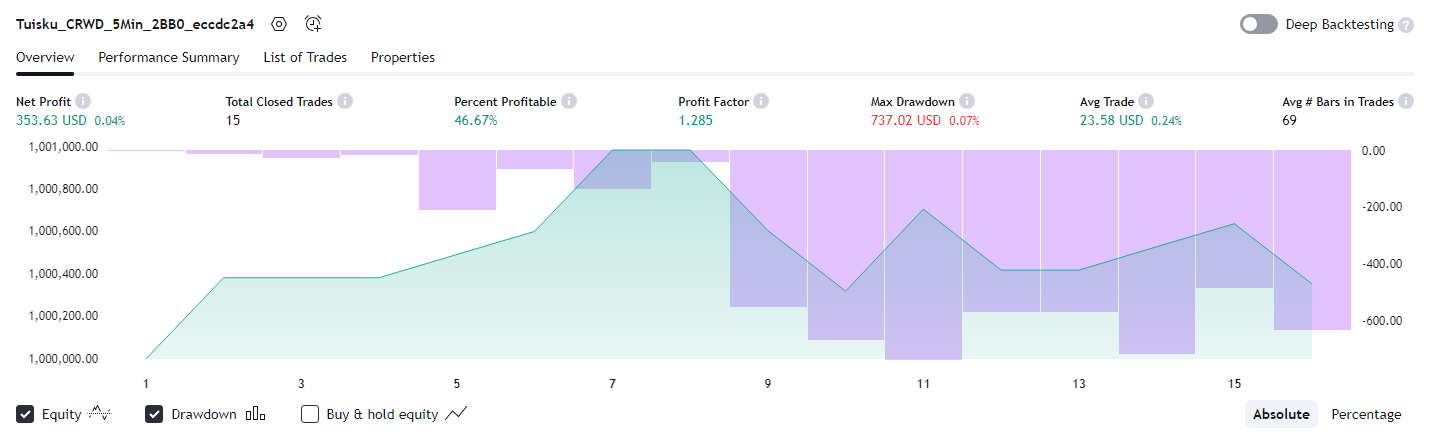 Tuisku_CRWD_5Min_2BB0_eccdc2a4 Deep Backtesting ?
Overview Performance Summary List of Trades Properties
Net Profit i Total Closed Trades i Percent Profitable i Profit Factor i Max Drawdown i Avg Trade i Avg # Bars in Trades i
353.63 USD 0.04% 15 46.67% 1.285 737.02 USD 0.07% 23.58 USD 0.24% 69
1,001,000.00 0.00
1,000,800.00 -200.00
1,000,600.00
1,000,400.00 -400.00
1,000,200.00 -600.00
1,000,000.00
1 3 5 7 9 11 13 15
Equity Drawdown Buy & hold equity Absolute Percentage